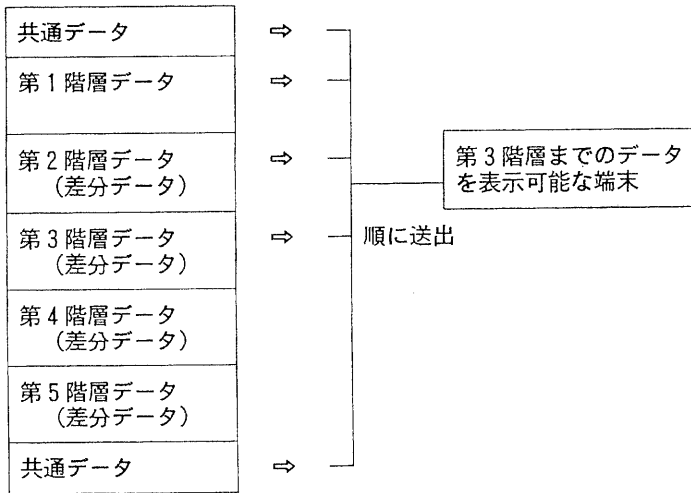 共通データ ⇨
第1階層データ ⇨
第2階層データ ⇨
(差分データ)
第3階層データ ⇨
(差分データ)
第4階層データ
(差分データ)
第5階層データ
(差分データ)
共通データ ⇨
順に送出
第3階層までのデータ
を表示可能な端末